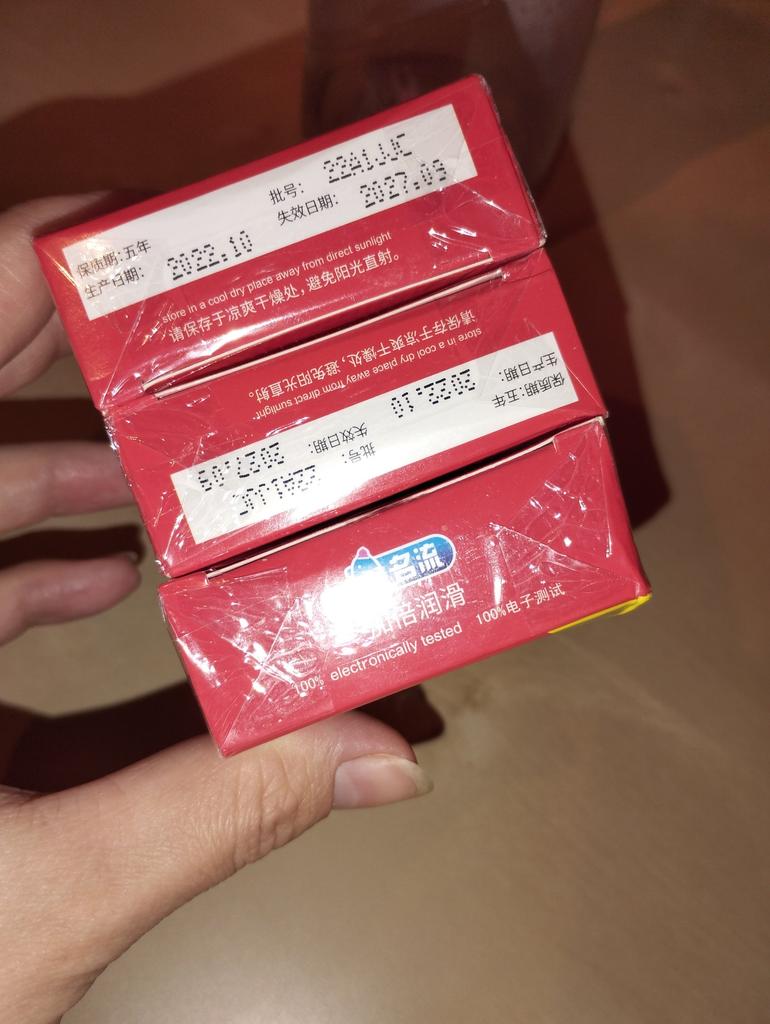 保质期:五年 批号: 22A1JJC
生产日期: 2022.10 失效日期: 2027.09
store in a cool dry place away from direct sunlight
请保存于凉爽干燥处,避免阳光直射。
保质期:五年 批号: 22A1JJC
生产日期: 2022.10 失效日期: 2027.09
store in a cool dry place away from direct sunlight
请保存于凉爽干燥处,避免阳光直射。
名流
倍润滑 100%电子测试
100% electronically tested